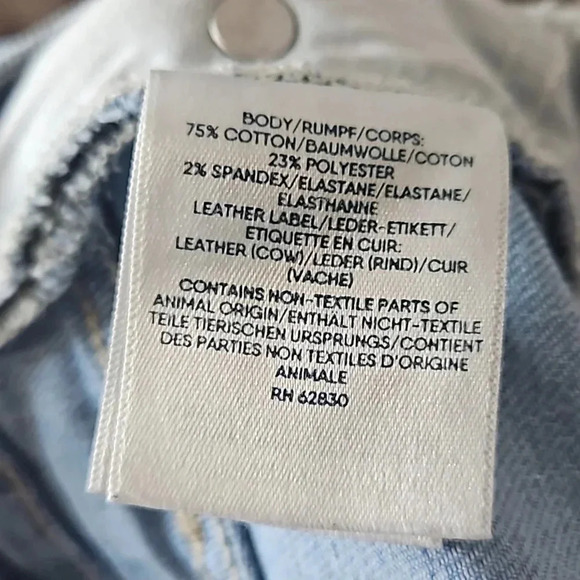 BODY/RUMPF/CORPS:
75% COTTON/BAUMWOLLE/COTON
23% POLYESTER
2% SPANDEX/ELASTANE/ELASTANE/
ELASTHANNE
LEATHER LABEL/LEDER-ETIKETT/
ETIQUETTE EN CUIR:
LEATHER (COW)/LEDER (RIND)/CUIR
(VACHE)
CONTAINS NON-TEXTILE PARTS OF
ANIMAL ORIGIN/ENTHÄLT NICHT-TEXTILE
TEILE TIERISCHEN URSPRUNGS/CONTIENT
DES PARTIES NON TEXTILES D'ORIGINE
ANIMALE
RH 62830